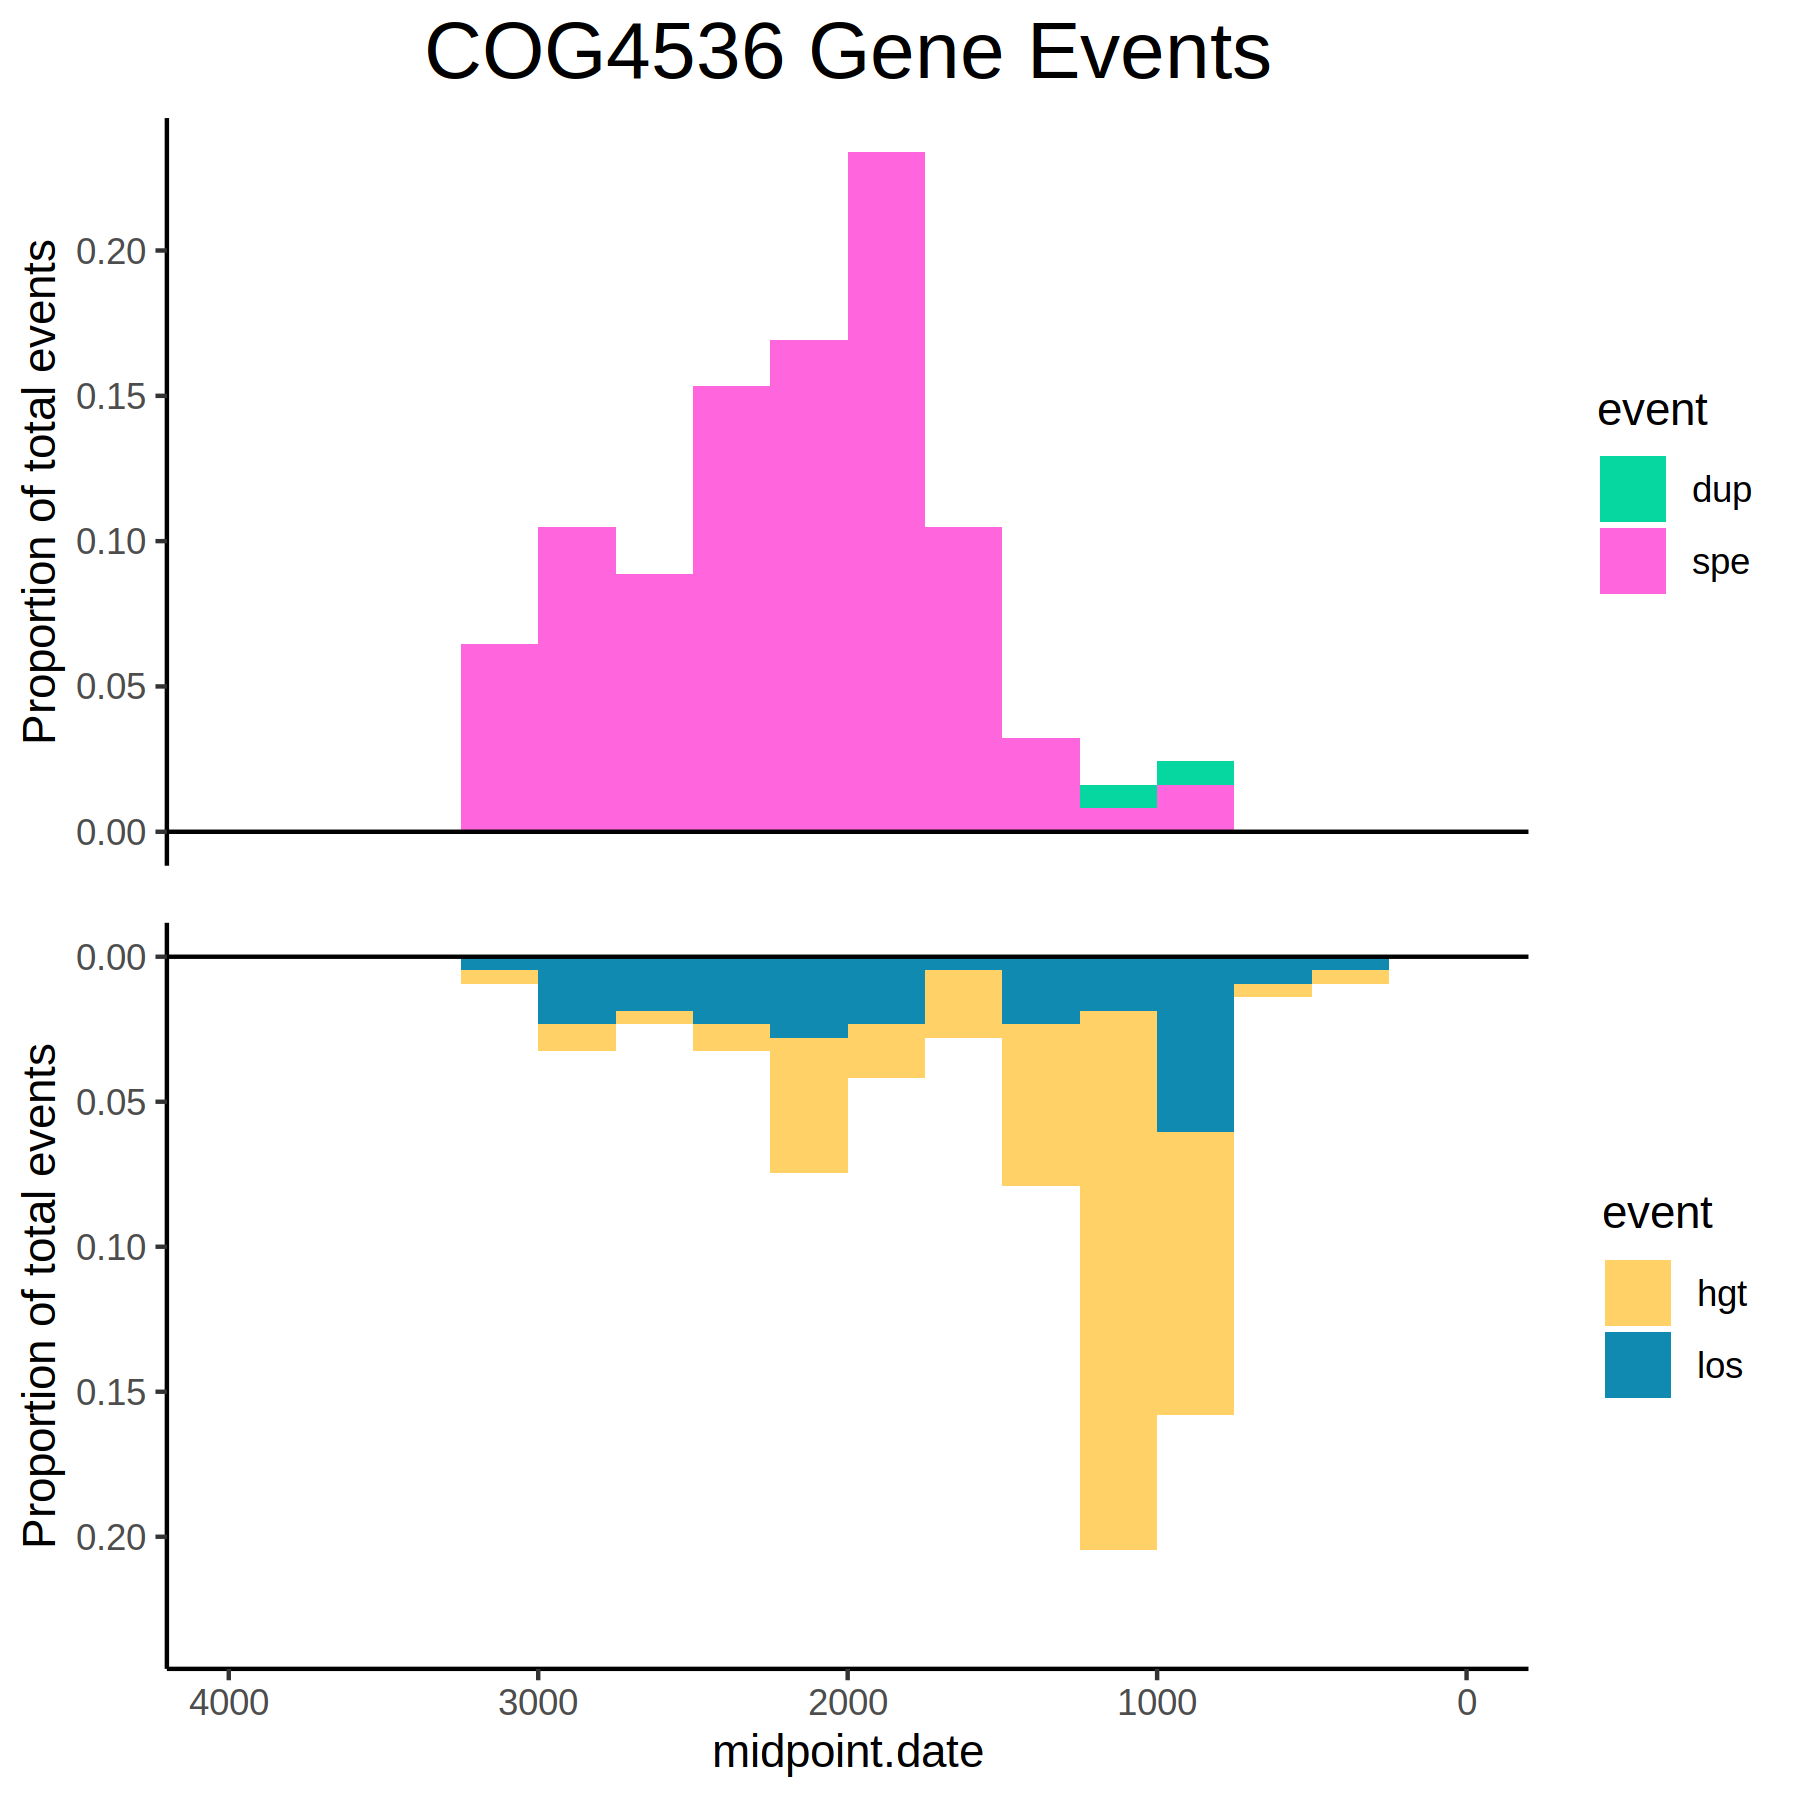 COG4536 Gene Events
Proportion of total events
0.20
0.15
0.10
0.05
0.00
event
dup
spe
Proportion of total events
0.00
0.05
0.10
0.15
0.20
event
hgt
los
4000 3000 2000 1000 0
midpoint.date